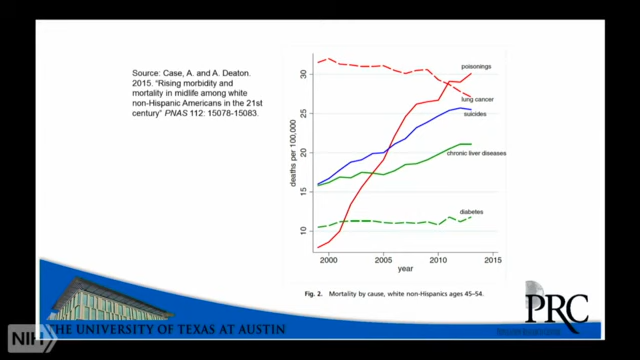 Source: Case, A. and A. Deaton.
2015. "Rising morbidity and
mortality in midlife among white
non-Hispanic Americans in the 21st
century" PNAS 112: 15078-15083.
deaths per 100,000
30
25
20
15
10
poisonings
lung cancer
suicides
chronic liver diseases
diabetes
2000
2005
2010
2015
year
Fig. 2. Mortality by cause, white non-Hispanics ages 45–54.
PRC
NIH
THE UNIVERSITY OF TEXAS AT AUSTIN